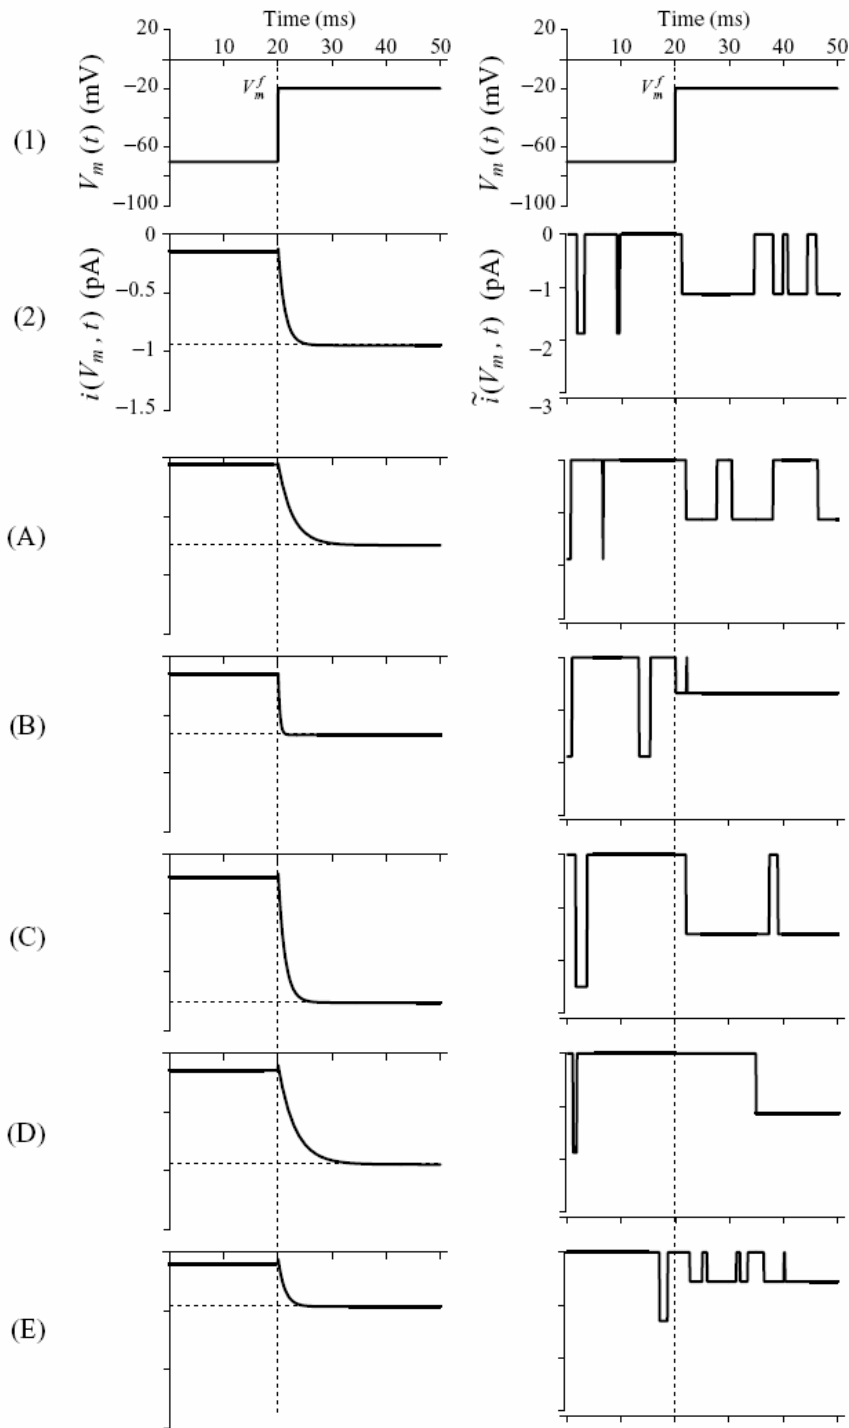 Time (ms) Time (ms)
20 10 20 30 40 50 20 10 20 30 40 50
−20 V_m^f −20 V_m^f
(1) V_m(t) (mV) −60 V_m(t) (mV) −60
−100 −100
0 0
−0.5 −1
(2) i(V_m, t) (pA) −1 ĩ(V_m, t) (pA) −2
−1.5 −3
(A)
(B)
(C)
(D)
(E)